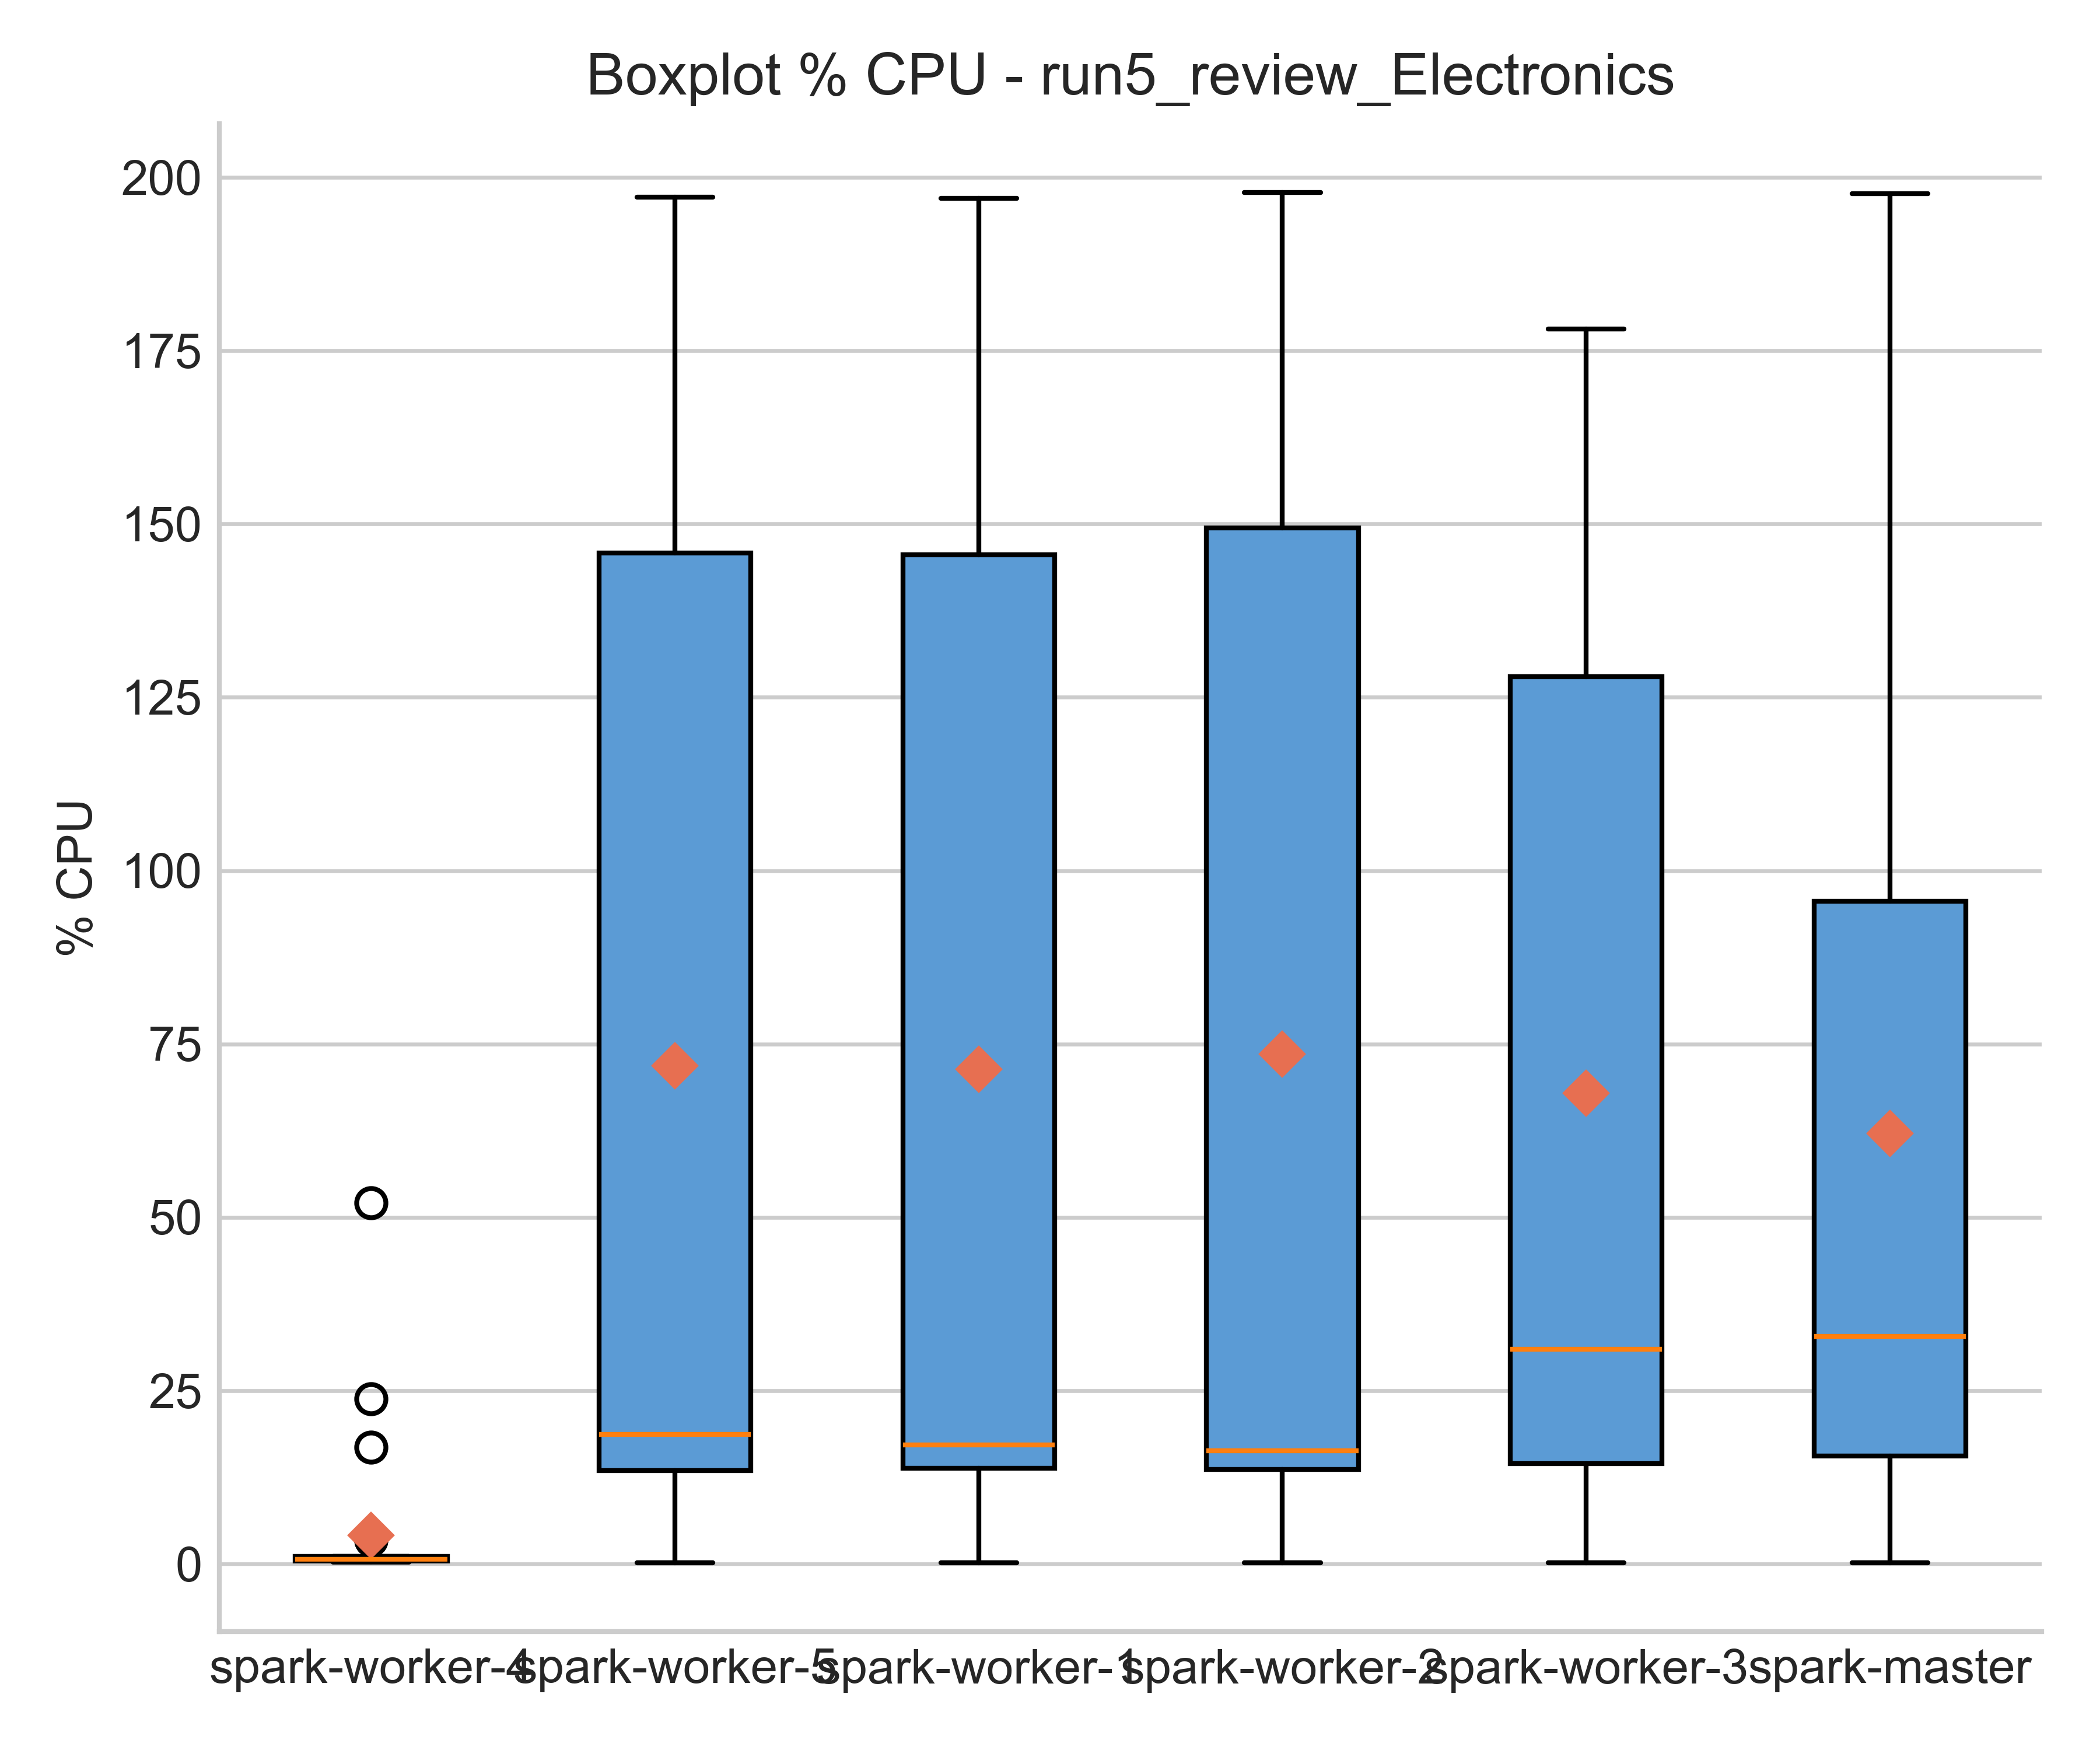 Boxplot % CPU - run5_review_Electronics
% CPU
200
175
150
125
100
75
50
25
0
spark-worker-4
spark-worker-5
spark-worker-1
spark-worker-2
spark-worker-3
spark-master